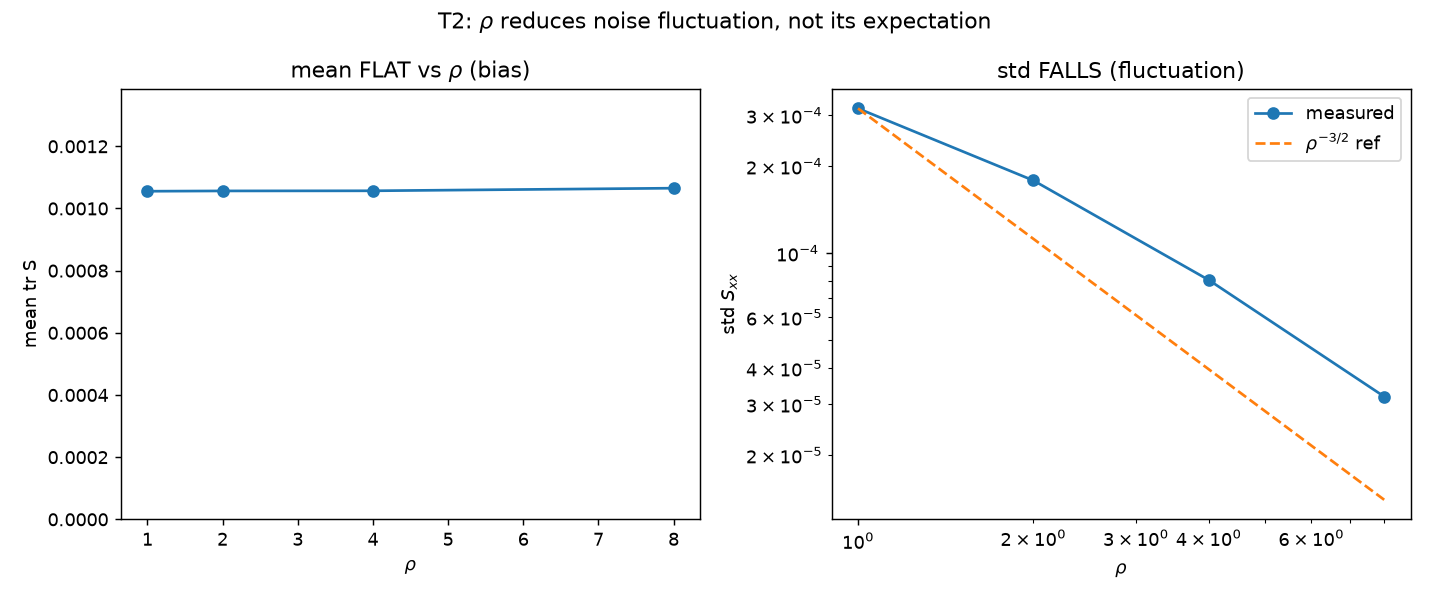 T2: ρ reduces noise fluctuation, not its expectation
mean FLAT vs ρ (bias)
mean tr S
0.0012
0.0010
0.0008
0.0006
0.0004
0.0002
0.0000
1 2 3 4 5 6 7 8
ρ
std FALLS (fluctuation)
std S_{xx}
3 × 10⁻⁴
2 × 10⁻⁴
10⁻⁴
6 × 10⁻⁵
4 × 10⁻⁵
3 × 10⁻⁵
2 × 10⁻⁵
measured
ρ^{−3/2} ref
10⁰ 2 × 10⁰ 3 × 10⁰ 4 × 10⁰ 6 × 10⁰
ρ